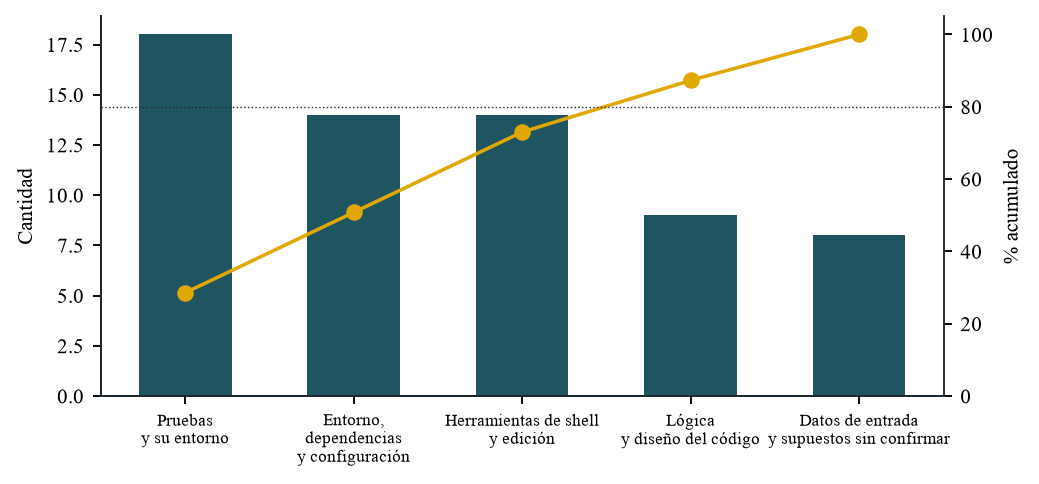 17.5
15.0
12.5
10.0
7.5
5.0
2.5
0.0
Cantidad
100
80
60
40
20
0
% acumulado
Pruebas
y su entorno
Entorno,
dependencias
y configuración
Herramientas de shell
y edición
Lógica
y diseño del código
Datos de entrada
y supuestos sin confirmar